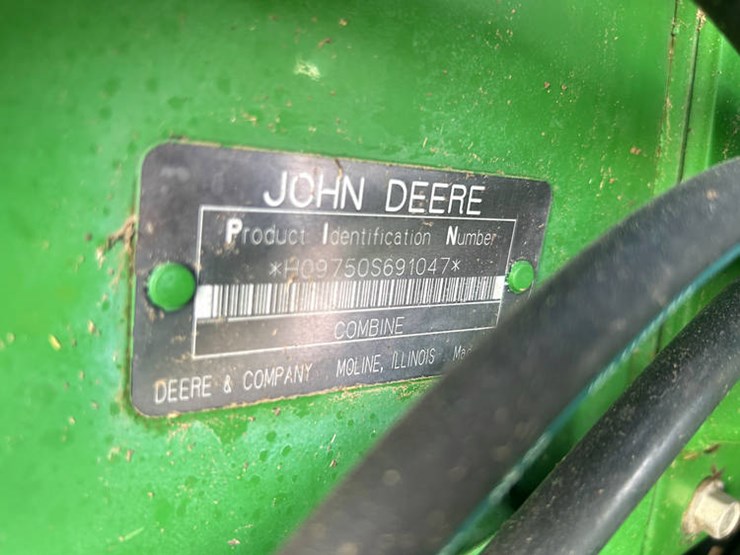 JOHN DEERE
Product Identification Number
*H09750S691047*
COMBINE
DEERE & COMPANY MOLINE, ILLINOIS